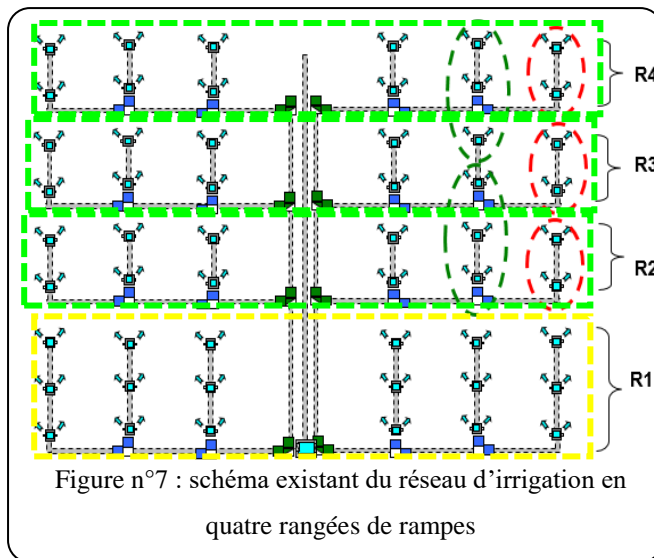 R4
R3
R2
R1
Figure n°7 : schéma existant du réseau d’irrigation en
quatre rangées de rampes